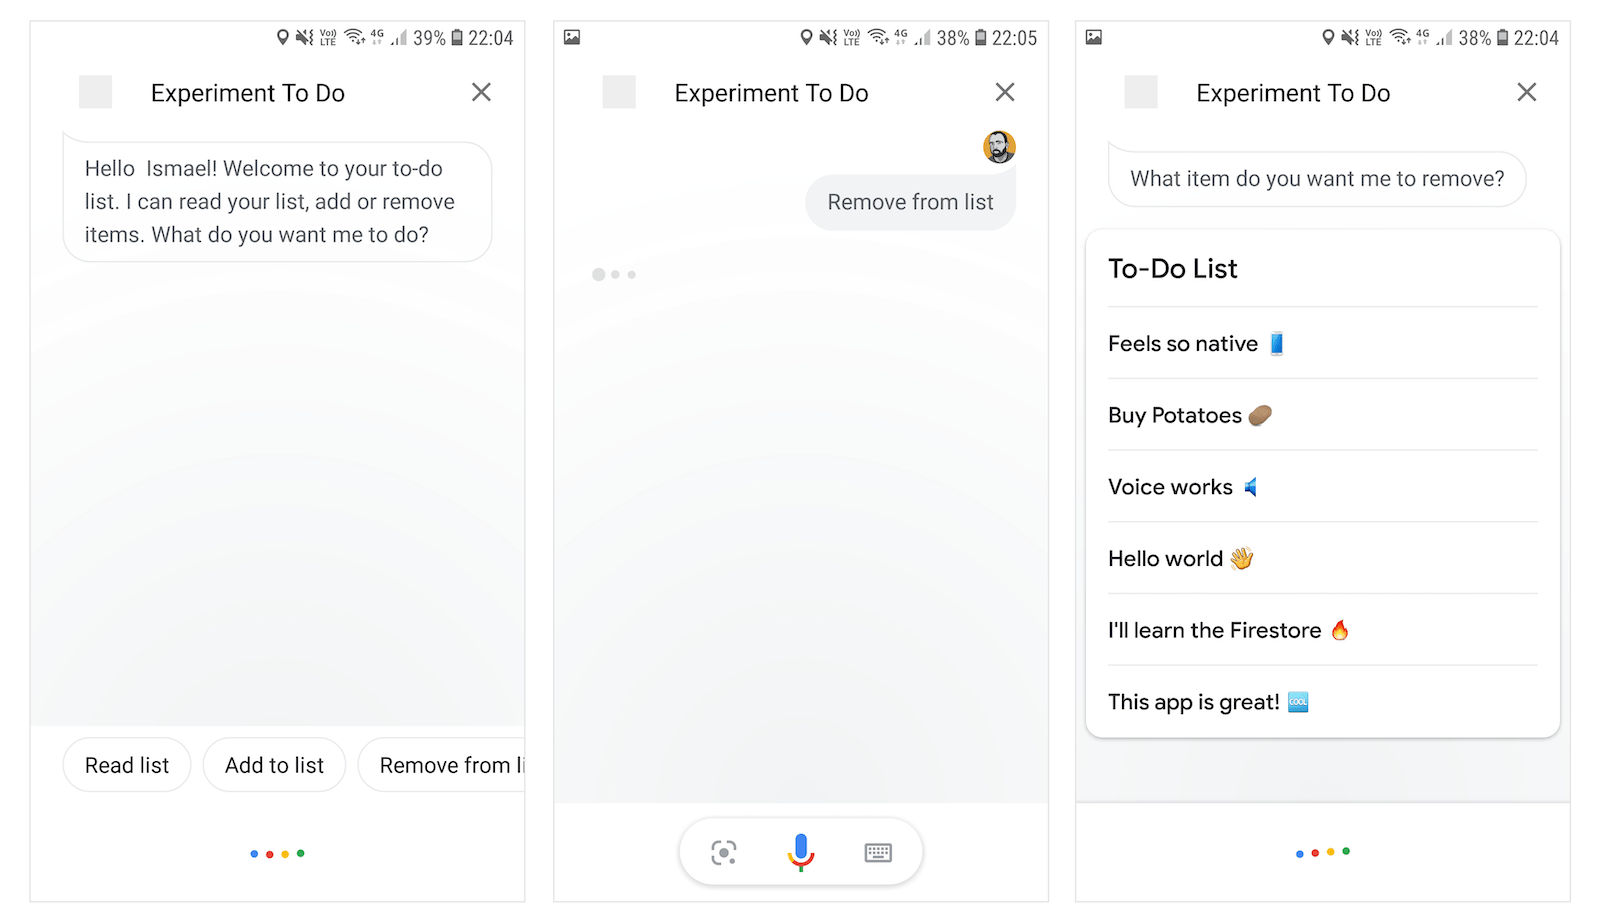 Vo)) LTE 4G 39% 22:04
Experiment To Do
Hello  Ismael! Welcome to your to-do
list. I can read your list, add or remove
items. What do you want me to do?
Read list
Add to list
Remove from li
Vo)) LTE 4G 38% 22:05
Experiment To Do
Remove from list
Vo)) LTE 4G 38% 22:04
Experiment To Do
What item do you want me to remove?
To-Do List
Feels so native 📱
Buy Potatoes 🥔
Voice works 🔈
Hello world 👋
I'll learn the Firestore 🔥
This app is great! 🆒